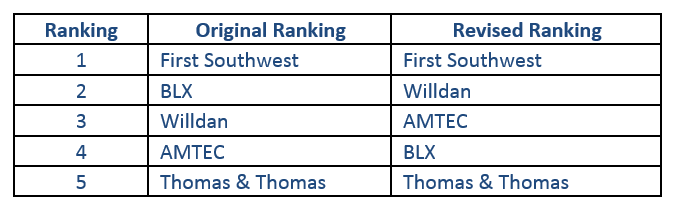 Ranking Original Ranking Revised Ranking
1 First Southwest First Southwest
2 BLX Willdan
3 Willdan AMTEC
4 AMTEC BLX
5 Thomas & Thomas Thomas & Thomas